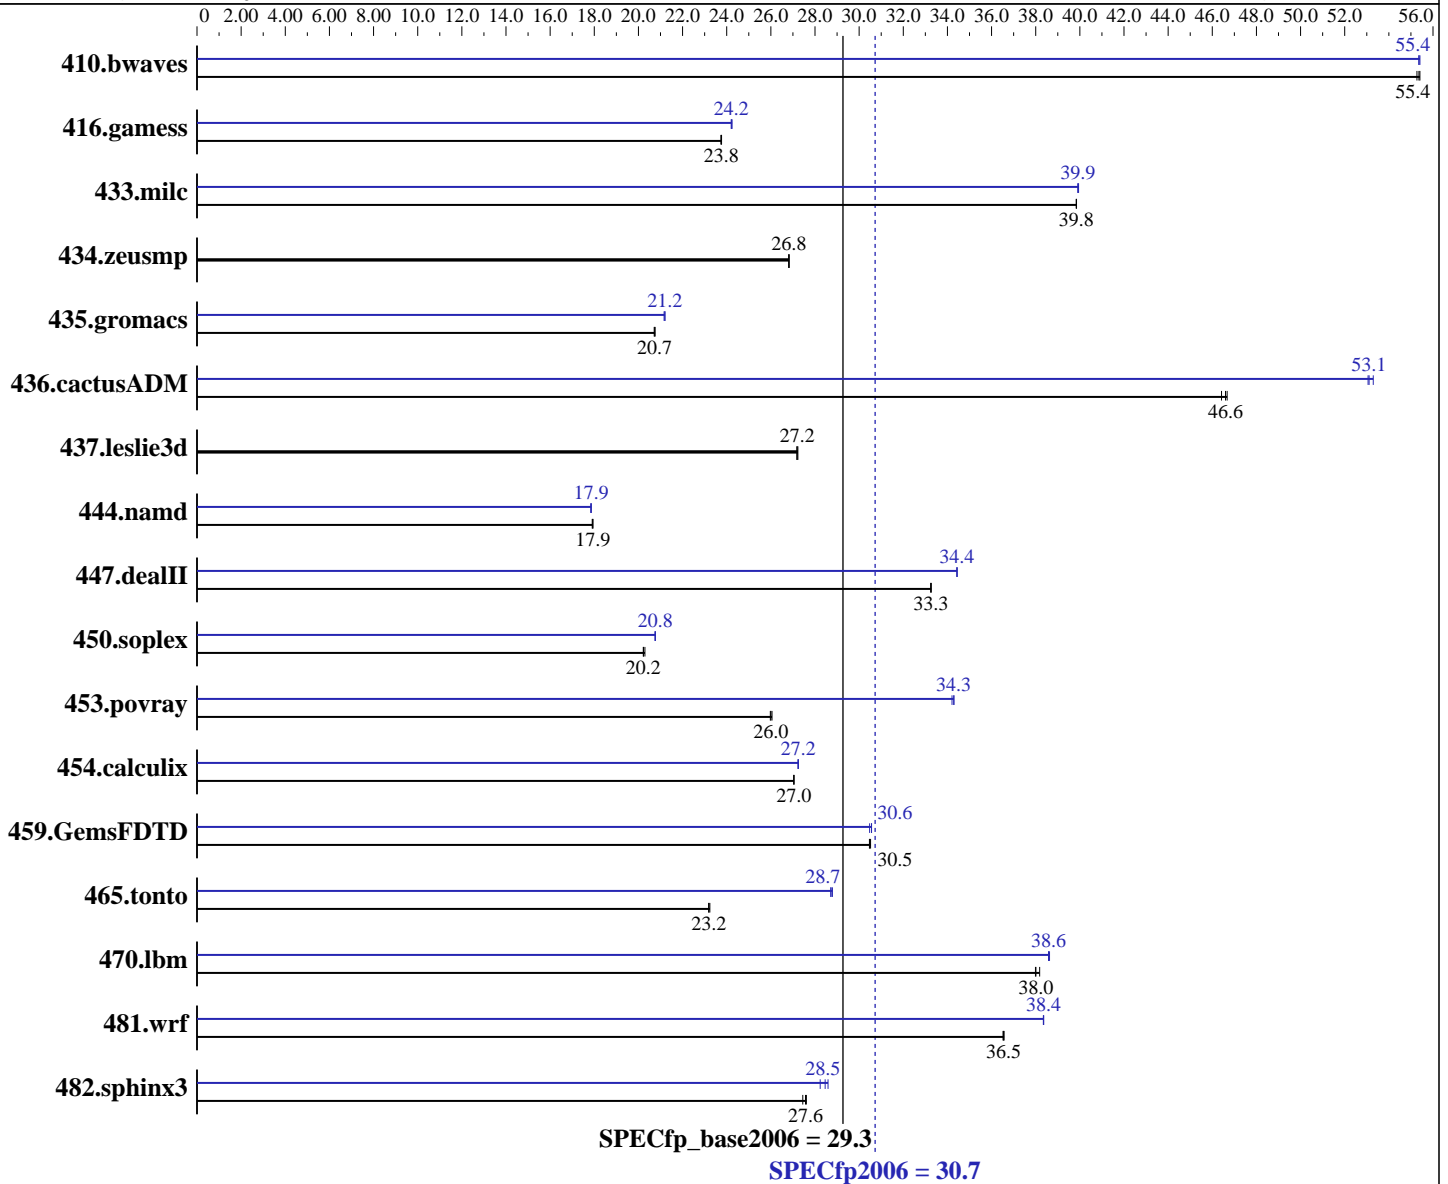 0 2.00 4.00 6.00 8.00 10.0 12.0 14.0 16.0 18.0 20.0 22.0 24.0 26.0 28.0 30.0 32.0 34.0 36.0 38.0 40.0 42.0 44.0 46.0 48.0 50.0 52.0 56.0
55.4
410.bwaves
55.4
24.2
416.gamess
23.8
39.9
433.milc
39.8
26.8
434.zeusmp
21.2
435.gromacs
20.7
53.1
436.cactusADM
46.6
27.2
437.leslie3d
17.9
444.namd
17.9
34.4
447.dealII
33.3
20.8
450.soplex
20.2
34.3
453.povray
26.0
27.2
454.calculix
27.0
30.6
459.GemsFDTD
30.5
28.7
465.tonto
23.2
38.6
470.lbm
38.0
38.4
481.wrf
36.5
28.5
482.sphinx3
27.6
SPECfp_base2006 = 29.3
SPECfp2006 = 30.7